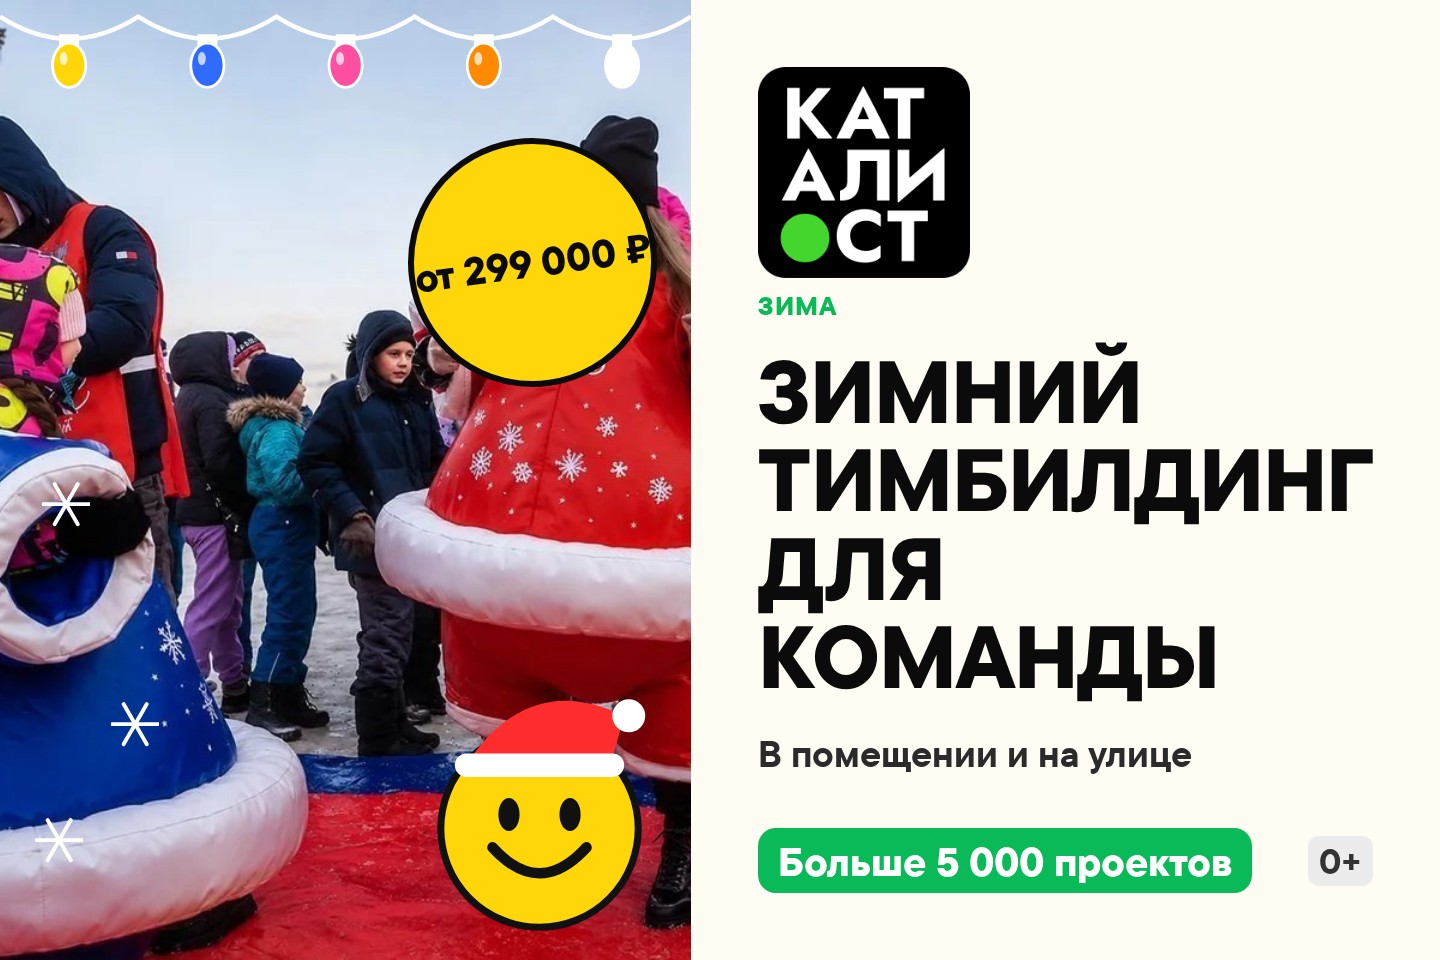 от 299 000 ₽
КАТ
АЛИ
СТ
ЗИМА
ЗИМНИЙ
ТИМБИЛДИНГ
ДЛЯ
КОМАНДЫ
В помещении и на улице
Больше 5 000 проектов
0+